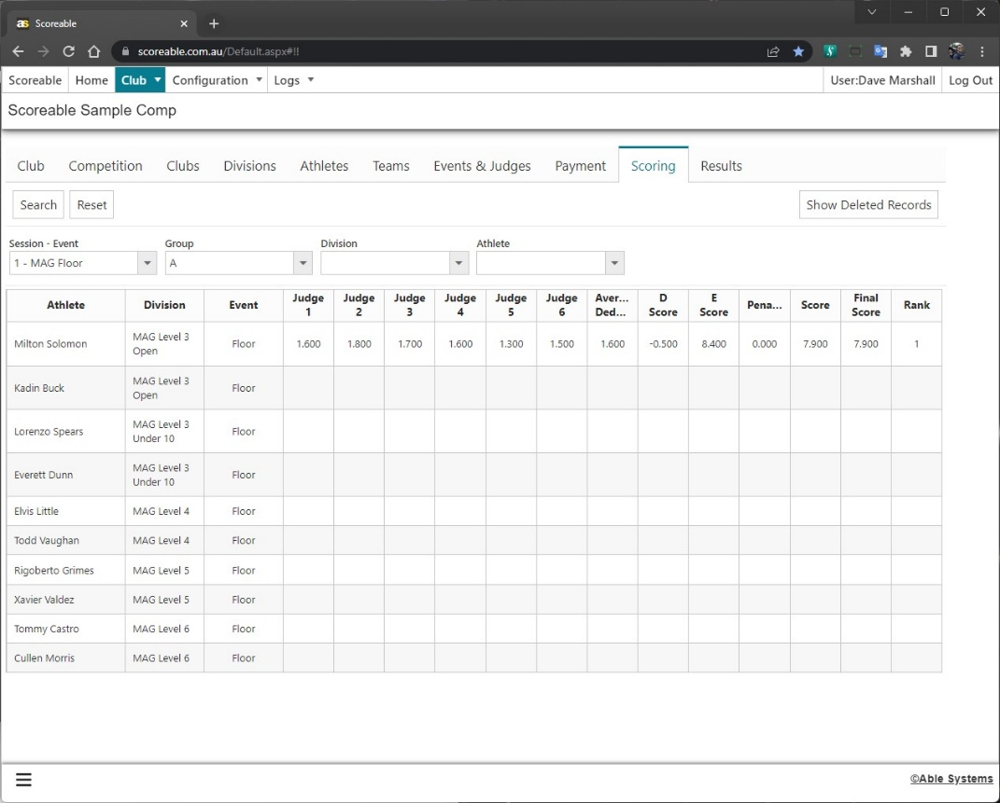 as Scoreable
scoreable.com.au/Default.aspx#!!
Scoreable Home Club Configuration Logs User:Dave Marshall Log Out
Scoreable Sample Comp
Club Competition Clubs Divisions Athletes Teams Events & Judges Payment Scoring Results
Search Reset Show Deleted Records
Session - Event Group Division Athlete
1 - MAG Floor A
Athlete Division Event Judge 1 Judge 2 Judge 3 Judge 4 Judge 5 Judge 6 Aver... Ded... D Score E Score Pena... Score Final Score Rank
Milton Solomon MAG Level 3 Open Floor 1.600 1.800 1.700 1.600 1.300 1.500 1.600 -0.500 8.400 0.000 7.900 7.900 1
Kadin Buck MAG Level 3 Open Floor
Lorenzo Spears MAG Level 3 Under 10 Floor
Everett Dunn MAG Level 3 Under 10 Floor
Elvis Little MAG Level 4 Floor
Todd Vaughan MAG Level 4 Floor
Rigoberto Grimes MAG Level 5 Floor
Xavier Valdez MAG Level 5 Floor
Tommy Castro MAG Level 6 Floor
Cullen Morris MAG Level 6 Floor
©Able Systems